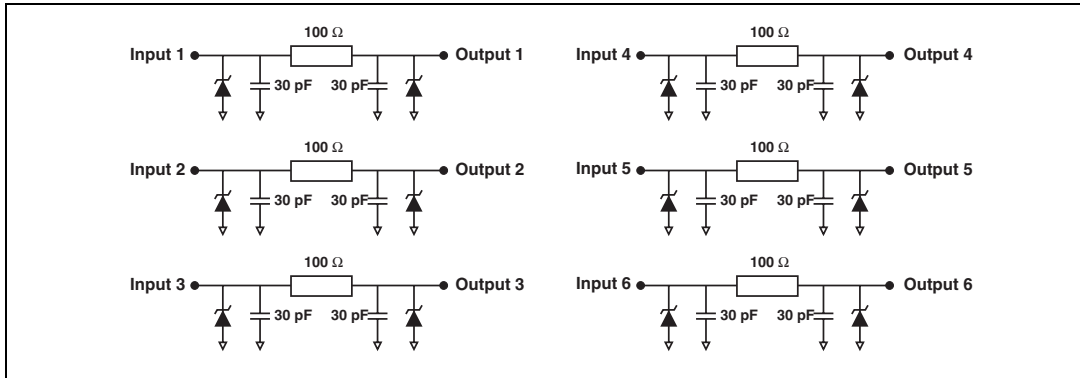 100 Ω
Input 1 Output 1
30 pF 30 pF
100 Ω
Input 4 Output 4
30 pF 30 pF
100 Ω
Input 2 Output 2
30 pF 30 pF
100 Ω
Input 5 Output 5
30 pF 30 pF
100 Ω
Input 3 Output 3
30 pF 30 pF
100 Ω
Input 6 Output 6
30 pF 30 pF